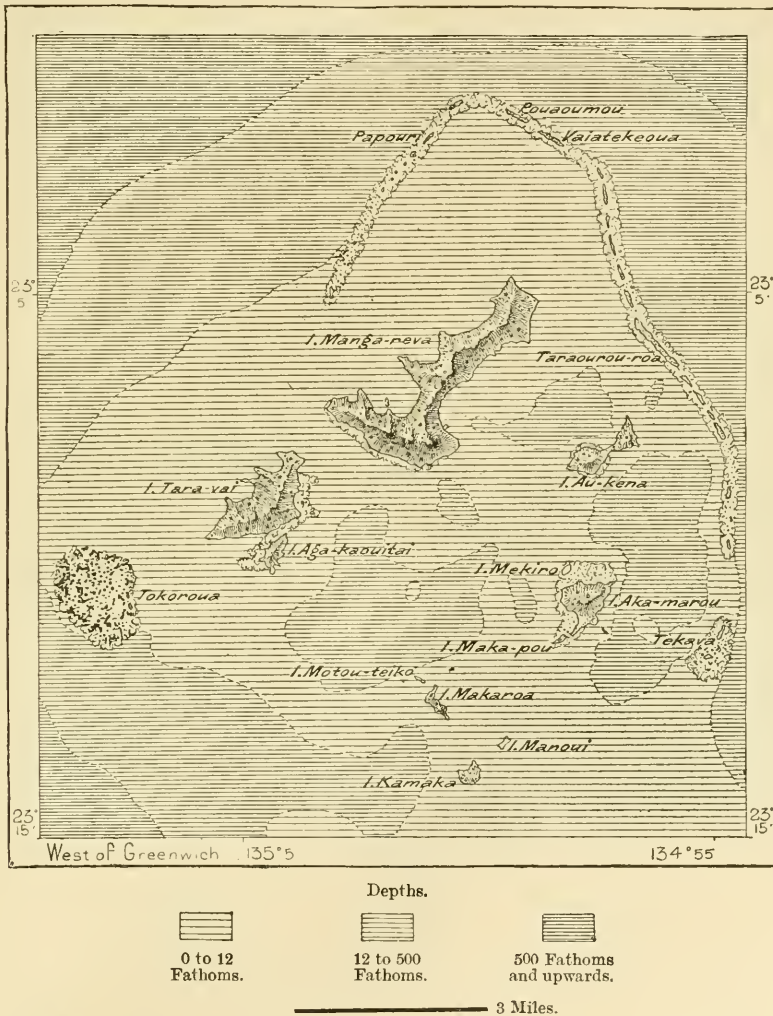 Pouaoumou
Papouri
Vaiatekeoua
23°
5'
23°
5'
I. Manga-reva
Taraourou-roa
I. Tara-vai
I. Au-kena
I. Aga-kaouitai
I. Mekiro
Tokoroua
I. Aka-marou
I. Maka-pou
Tekava
I. Motou-teiko
I. Makaroa
I. Manoui
I. Kamaka
23°
15'
23°
15'
West of Greenwich 135°5 134°55
Depths.
0 to 12
Fathoms.
12 to 500
Fathoms.
500 Fathoms
and upwards.
3 Miles.